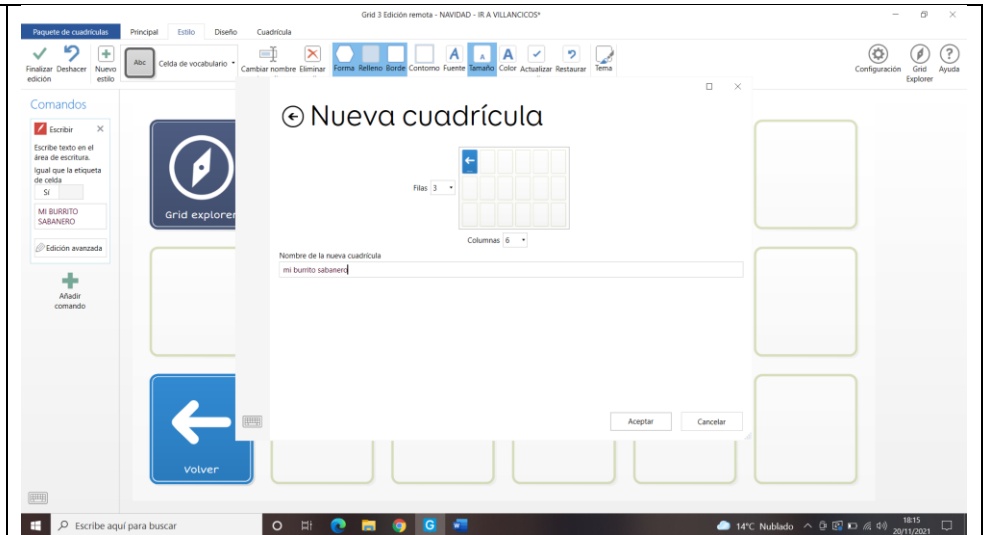 Grid 3 Edición remota - NAVIDAD - IR A VILLANCICOS*
Paquete de cuadrículas Principal Estilo Diseño Cuadrícula
Finalizar edición
Deshacer
Nuevo estilo
Abc
Celda de vocabulario
Cambiar nombre
Eliminar
Forma
Relleno
Borde
Contorno
Fuente
Tamaño
Color
Actualizar
Restaurar
Tema
Configuración
Grid Explorer
Ayuda
Comandos
Escribir
Escribe texto en el
área de escritura.
Igual que la etiqueta
de celda
Sí
MI BURRITO
SABANERO
Edición avanzada
Añadir
comando
Grid explorer
Volver
Nueva cuadrícula
Filas 3
Columnas 6
Nombre de la nueva cuadrícula
mi burrito sabanero
Aceptar Cancelar
Escribe aquí para buscar
14°C Nublado
18:15
20/11/2021